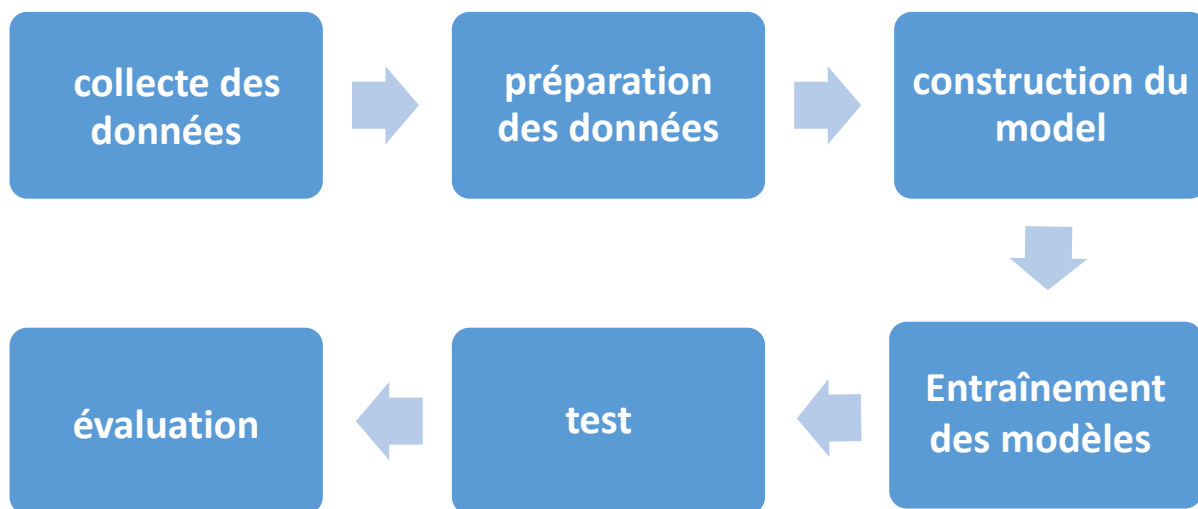 collecte des
données
préparation
des données
construction du
model
Entraînement
des modèles
test
évaluation